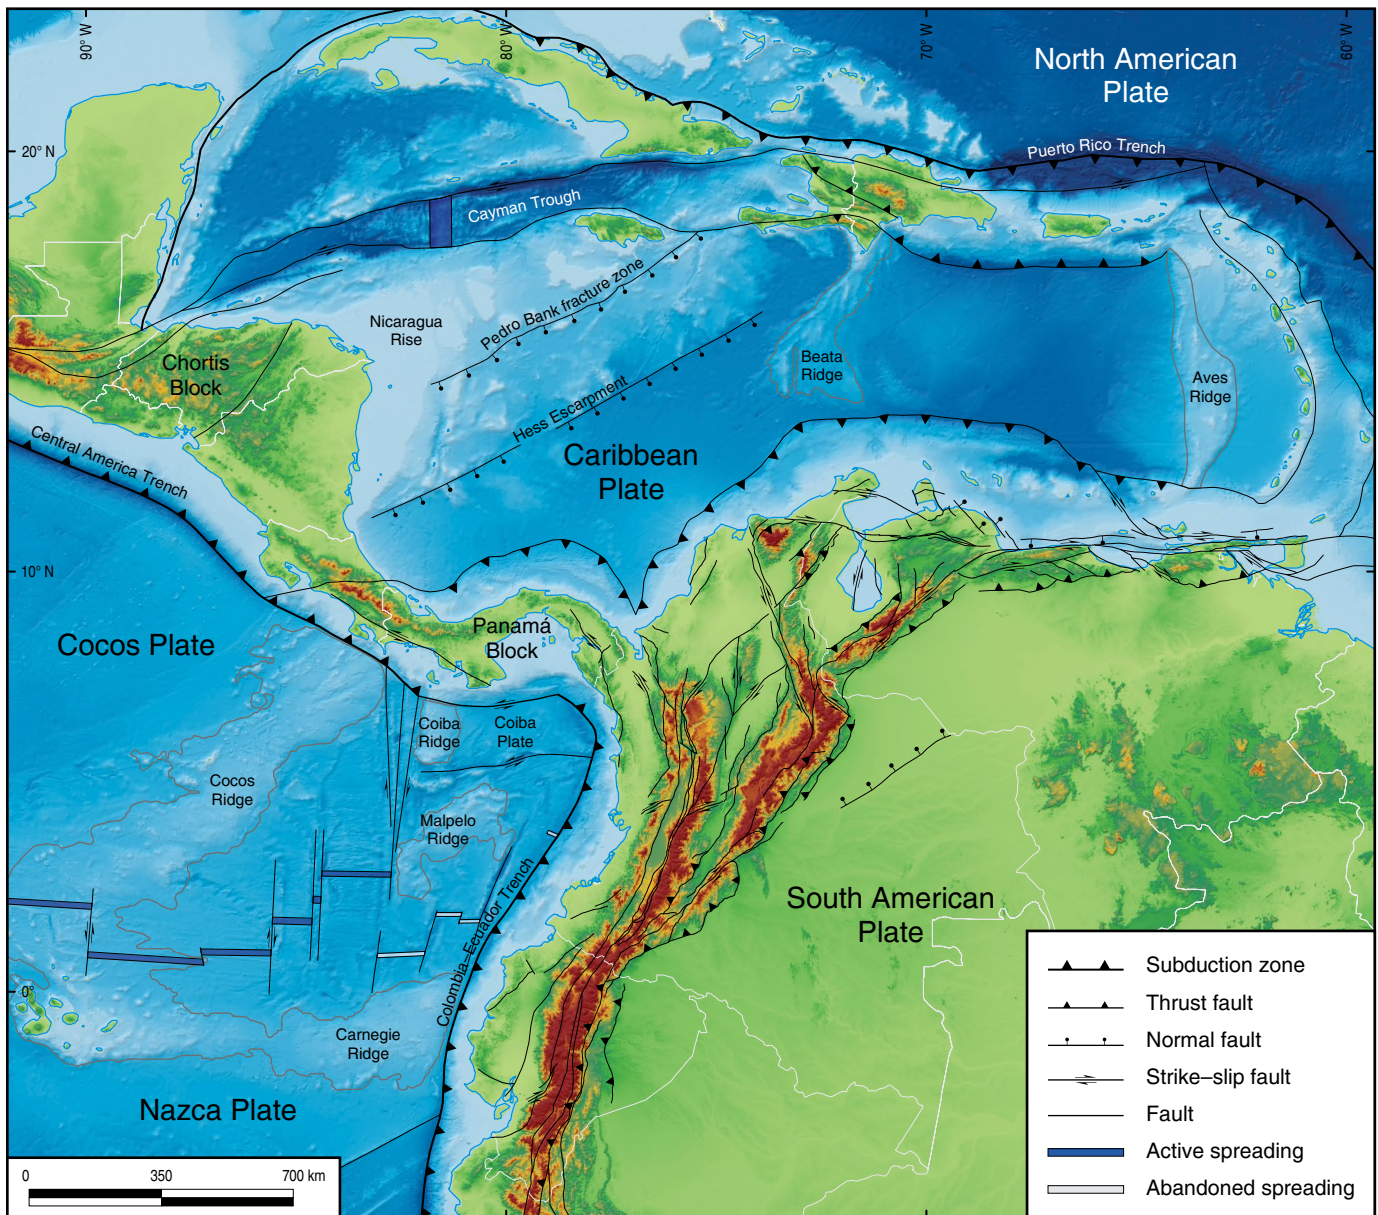 90° W
80° W
70° W
60° W
North American
Plate
20° N
Puerto Rico Trench
Cayman Trough
Pedro Bank fracture zone
Nicaragua
Rise
Chortis
Block
Beata
Ridge
Aves
Ridge
Hess Escarpment
Central America Trench
Caribbean
Plate
10° N
Panamá
Block
Cocos Plate
Coiba
Ridge
Coiba
Plate
Cocos
Ridge
Malpelo
Ridge
Colombia–Ecuador Trench
South American
Plate
0°
Carnegie
Ridge
Nazca Plate
0 350 700 km
Subduction zone
Thrust fault
Normal fault
Strike–slip fault
Fault
Active spreading
Abandoned spreading